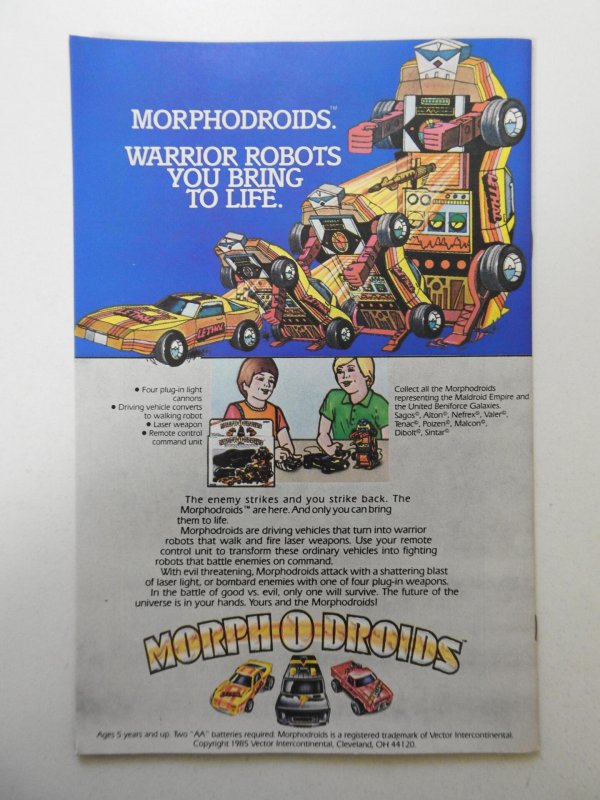 MORPHODROIDS.™
WARRIOR ROBOTS
YOU BRING
TO LIFE.
LETHAL
• Four plug-in light
cannons
• Driving vehicle converts
to walking robot
• Laser weapon
• Remote control
command unit
Collect all the Morphodroids
representing the Maldroid Empire and
the United Beniforce Galaxies.
Sagos©, Alton©, Nefrex©, Valer©,
Tenac©, Poizen©, Malcon©,
Dibolt©, Sintar©
The enemy strikes and you strike back. The
Morphodroids™ are here. And only you can bring
them to life.
Morphodroids are driving vehicles that turn into warrior
robots that walk and fire laser weapons. Use your remote
control unit to transform these ordinary vehicles into fighting
robots that battle enemies on command.
With evil threatening, Morphodroids attack with a shattering blast
of laser light, or bombard enemies with one of four plug-in weapons.
In the battle of good vs. evil, only one will survive. The future of the
universe is in your hands. Yours and the Morphodroids!
MORPH O DROIDS™
Ages 5 years and up. Two "AA" batteries required. Morphodroids is a registered trademark of Vector Intercontinental.
Copyright 1985 Vector Intercontinental, Cleveland, OH 44120.